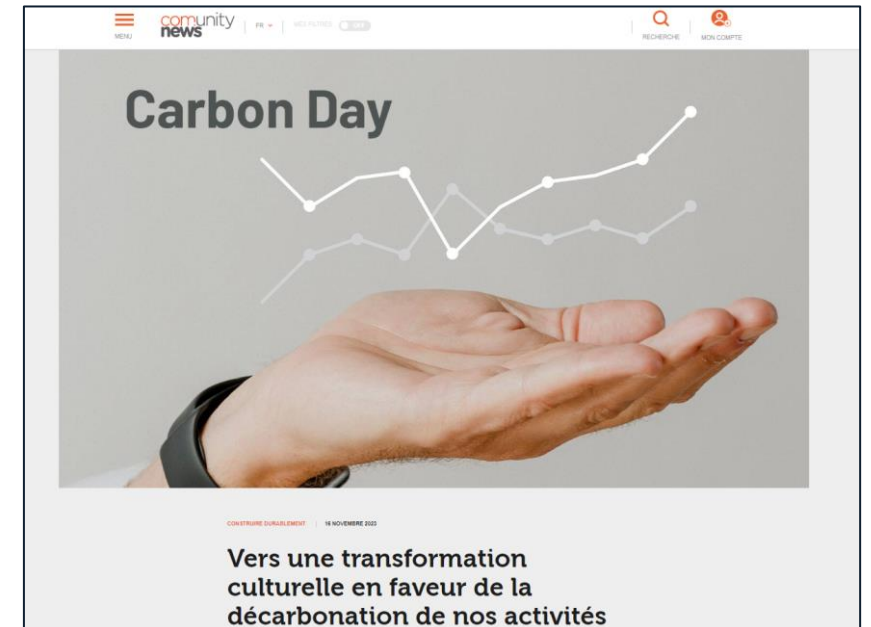 comunity
news
MENU
FR
MES FILTRES
OFF
RECHERCHE
MON COMPTE
Carbon Day
CONSTRUIRE DURABLEMENT | 16 NOVEMBRE 2023
Vers une transformation
culturelle en faveur de la
décarbonation de nos activités